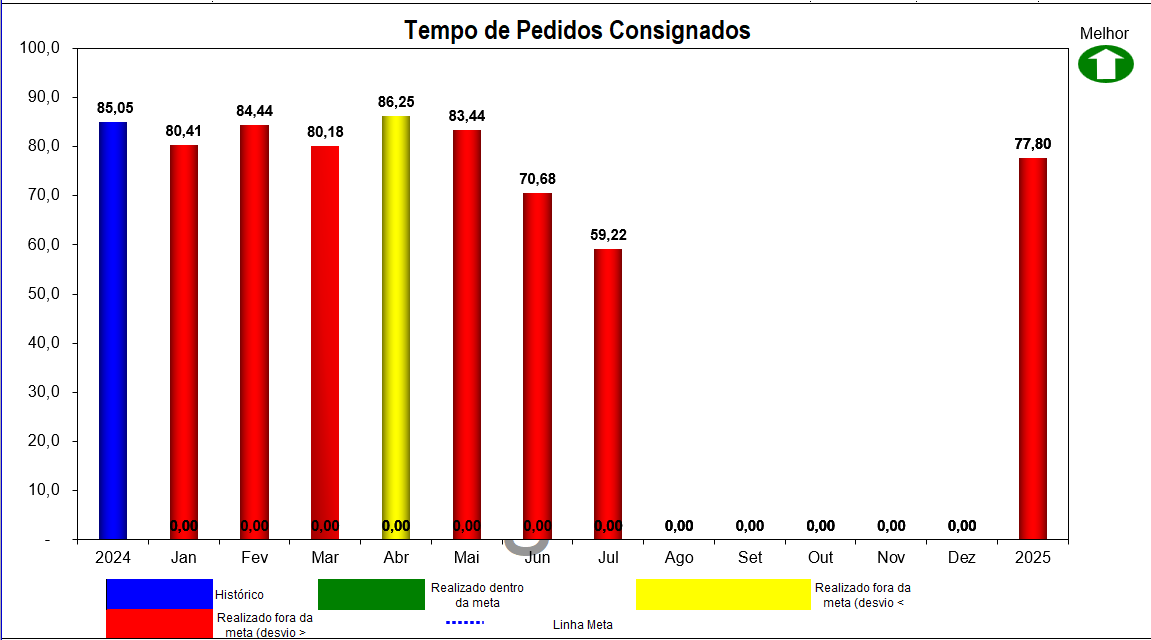 Tempo de Pedidos Consignados
Melhor
100,0
90,0
80,0
70,0
60,0
50,0
40,0
30,0
20,0
10,0
-
85,05
80,41
84,44
80,18
86,25
83,44
70,68
59,22
77,80
0,00 0,00 0,00 0,00 0,00 0,00 0,00 0,00 0,00 0,00 0,00 0,00
2024 Jan Fev Mar Abr Mai Jun Jul Ago Set Out Nov Dez 2025
Histórico
Realizado dentro
da meta
Realizado fora da
meta (desvio <
Realizado fora da
meta (desvio >
Linha Meta